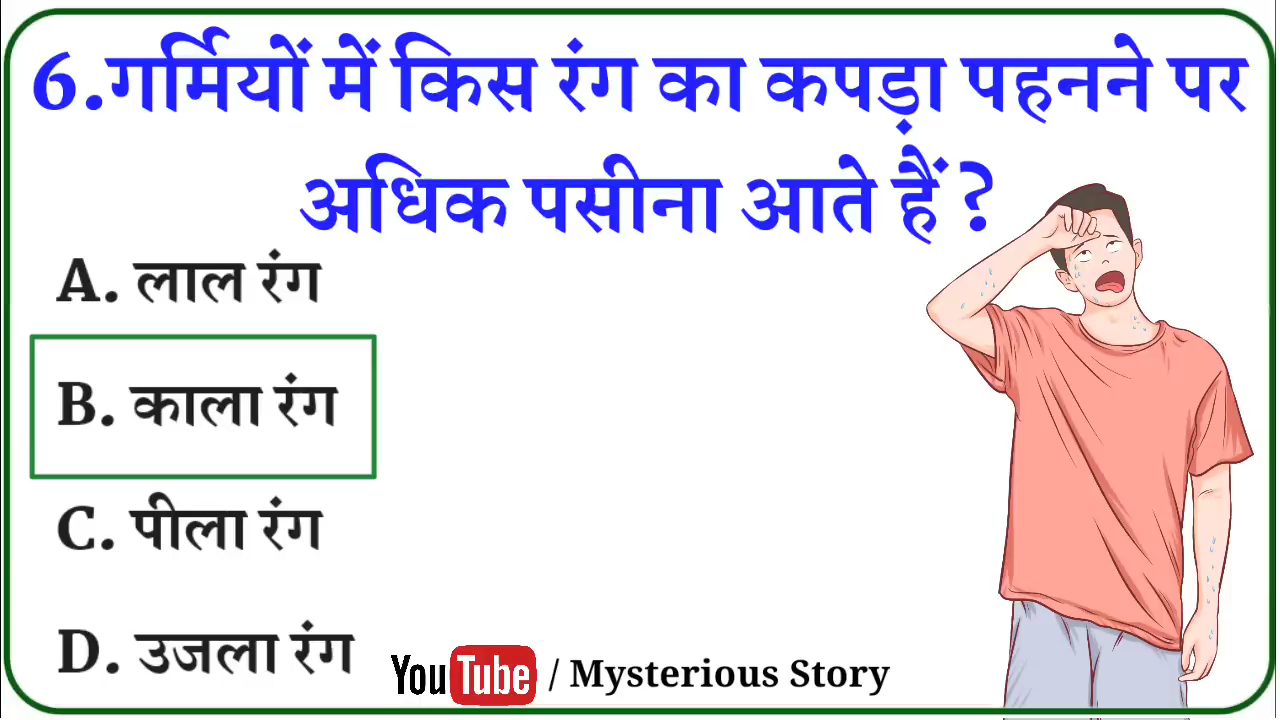 6.गर्मियों में किस रंग का कपड़ा पहनने पर
अधिक पसीना आते हैं ?
A. लाल रंग
B. काला रंग
C. पीला रंग
D. उजला रंग
YouTube / Mysterious Story